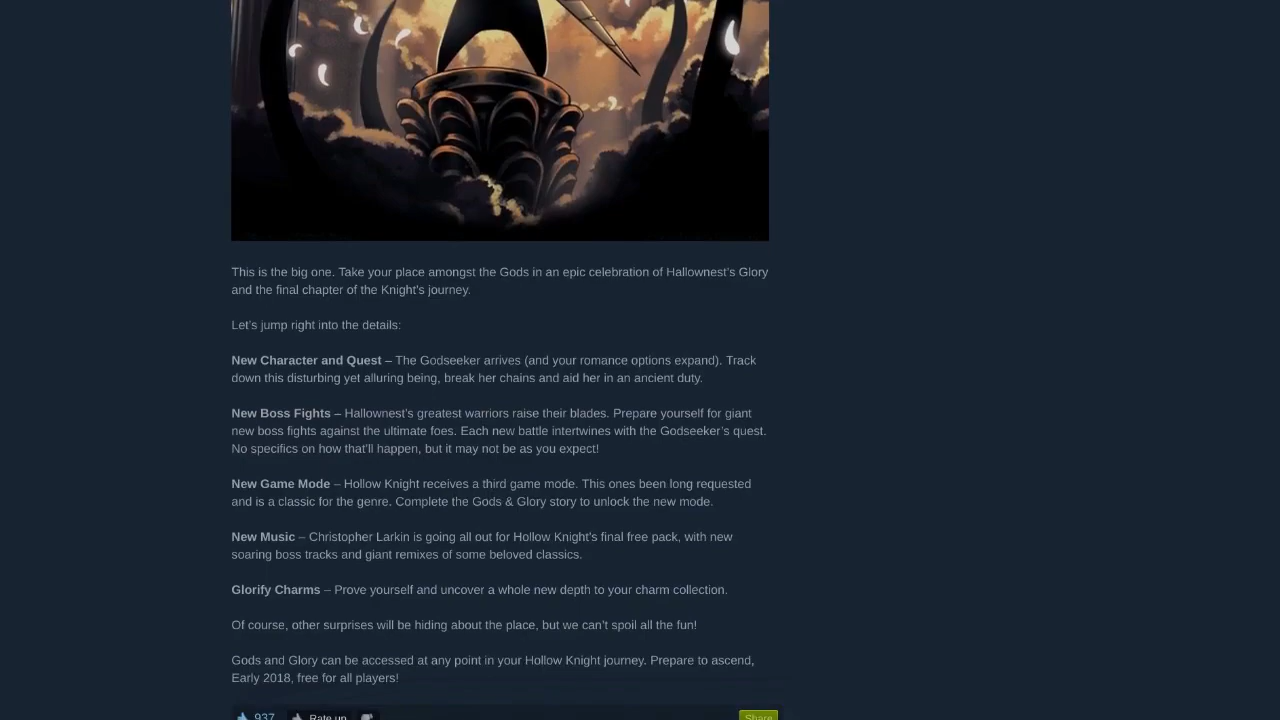 This is the big one. Take your place amongst the Gods in an epic celebration of Hallownest's Glory
and the final chapter of the Knight's journey.
Let's jump right into the details:
New Character and Quest – The Godseeker arrives (and your romance options expand). Track
down this disturbing yet alluring being, break her chains and aid her in an ancient duty.
New Boss Fights – Hallownest's greatest warriors raise their blades. Prepare yourself for giant
new boss fights against the ultimate foes. Each new battle intertwines with the Godseeker's quest.
No specifics on how that'll happen, but it may not be as you expect!
New Game Mode – Hollow Knight receives a third game mode. This ones been long requested
and is a classic for the genre. Complete the Gods & Glory story to unlock the new mode.
New Music – Christopher Larkin is going all out for Hollow Knight's final free pack, with new
soaring boss tracks and giant remixes of some beloved classics.
Glorify Charms – Prove yourself and uncover a whole new depth to your charm collection.
Of course, other surprises will be hiding about the place, but we can't spoil all the fun!
Gods and Glory can be accessed at any point in your Hollow Knight journey. Prepare to ascend,
Early 2018, free for all players!
937 Rate up Share